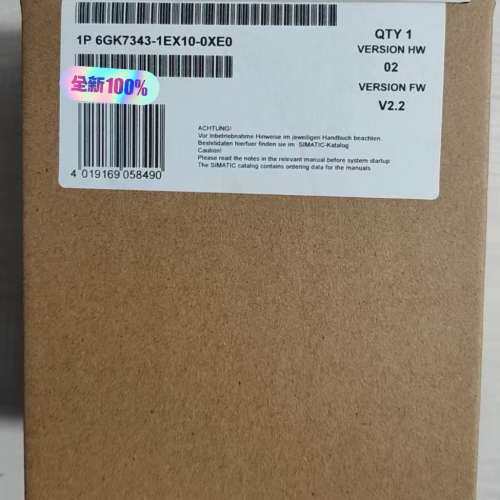 1P 6GK7343-1EX10-0XE0
QTY 1
VERSION HW
02
VERSION FW
V2.2
全新100%
ACHTUNG!
Vor Inbetriebnahme Hinweise im jeweiligen Handbuch beachten.
Bestelldaten hierfuer finden sie im SIMATIC-Katalog
Caution!
Please read the notes in the relevant manual before system startup
The SIMATIC catalog contains ordering data for the manuals
4 019169 058490